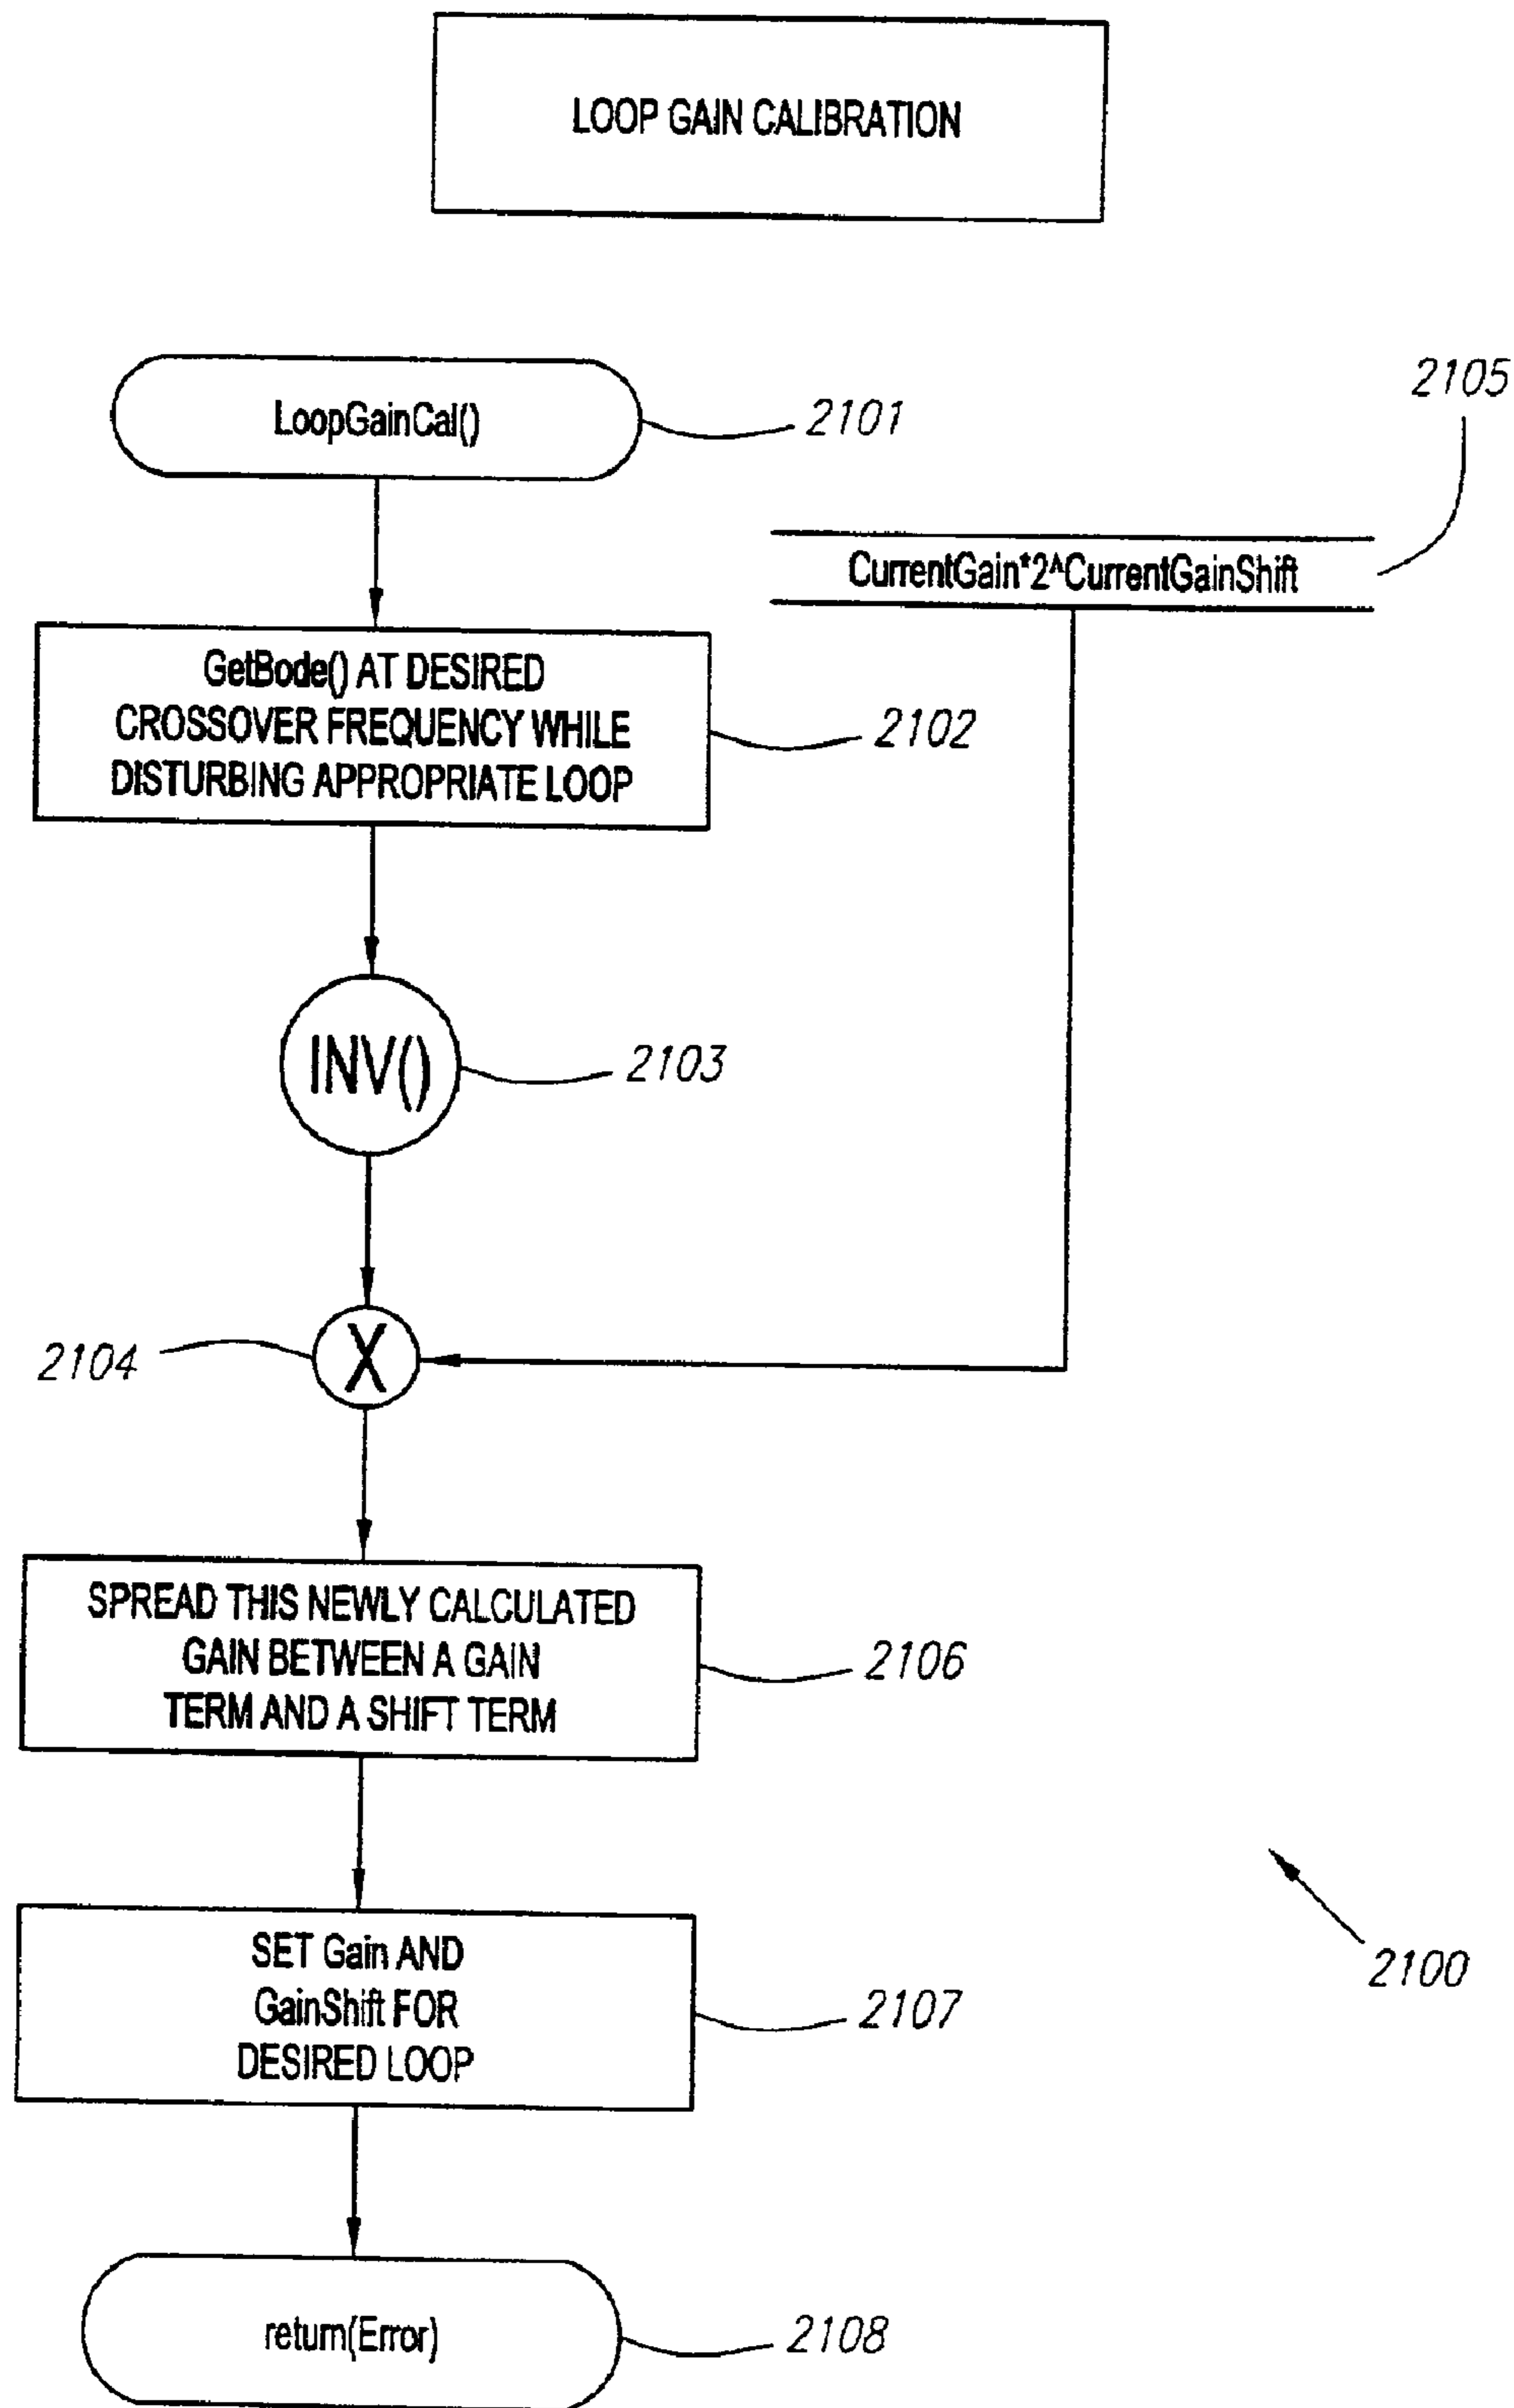 LOOP GAIN CALIBRATION
LoopGainCal()
2101
2105
CurrentGain*2^CurrentGainShift
GetBode() AT DESIRED
CROSSOVER FREQUENCY WHILE
DISTURBING APPROPRIATE LOOP
2102
INV()
2103
2104
X
SPREAD THIS NEWLY CALCULATED
GAIN BETWEEN A GAIN
TERM AND A SHIFT TERM
2106
SET Gain AND
GainShift FOR
DESIRED LOOP
2107
2100
return(Error)
2108